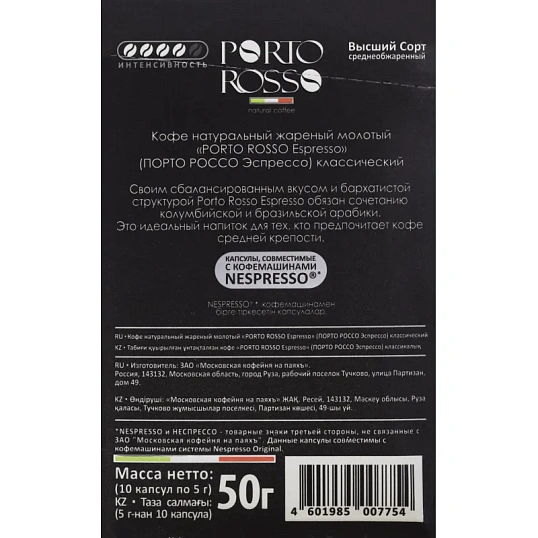 PORTO
ROSSO
natural coffee
ИНТЕНСИВНОСТЬ
Высший Сорт
среднеобжаренный
Кофе натуральный жареный молотый
«PORTO ROSSO Espresso»
(ПОРТО РОССО Эспрессо) классический
Своим сбалансированным вкусом и бархатистой
структурой Porto Rosso Espresso обязан сочетанию
колумбийской и бразильской арабики.
Это идеальный напиток для тех, кто предпочитает кофе
средней крепости.
КАПСУЛЫ, СОВМЕСТИМЫЕ
С КОФЕМАШИНАМИ
NESPRESSO®*
NESPRESSO®* кофемашинамен
бірге тіркесетін капсулалар.
RU • Кофе натуральный жареный молотый «PORTO ROSSO Espresso» (ПОРТО РОССО Эспрессо) классический
KZ • Табиғи қуырылған ұнтақталған кофе «PORTO ROSSO Espresso» (ПОРТО РОССО Эспрессо) классикалық
RU • Изготовитель: ЗАО «Московская кофейня на паяхъ».
Россия, 143132, Московская область, город Руза, рабочий поселок Тучково, улица Партизан,
дом 49.
KZ • Өндіруші: «Московская кофейня на паяхъ» ЖАҚ. Ресей, 143132, Мәскеу облысы, Руза
қаласы, Тучково жұмысшылар поселкесі, Партизан көшесі, 49-шы үй.
*NESPRESSO и НЕСПРЕССО - товарные знаки третьей стороны, не связанные с
ЗАО "Московская кофейня на паяхъ". Данные капсулы совместимы с
кофемашинами системы Nespresso Original.
Масса нетто:
(10 капсул по 5 г)
KZ • Таза салмағы:
(5 г-нан 10 капсула)
50г
4 601985 007754